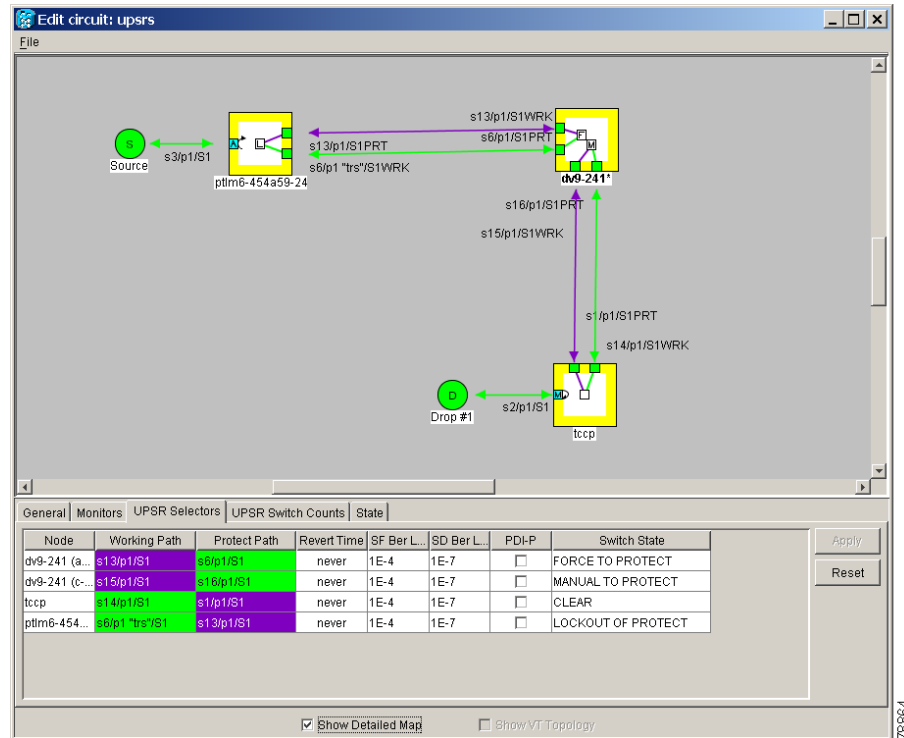 Edit circuit: upsrs
File
s13/p1/S1WRK
S
s3/p1/S1
A
L
s13/p1/S1PRT
s6/p1/S1PRT
F
M
Source
s6/p1 "trs"/S1WRK
ptlm6-454a59-24
dv9-241*
s16/p1/S1PRT
s15/p1/S1WRK
s1/p1/S1PRT
s14/p1/S1WRK
D
s2/p1/S1
M
Drop #1
tccp
General Monitors UPSR Selectors UPSR Switch Counts State
Node Working Path Protect Path Revert Time SF Ber L... SD Ber L... PDI-P Switch State
dv9-241 (a... s13/p1/S1 s6/p1/S1 never 1E-4 1E-7 FORCE TO PROTECT
dv9-241 (c-... s15/p1/S1 s16/p1/S1 never 1E-4 1E-7 MANUAL TO PROTECT
tccp s14/p1/S1 s1/p1/S1 never 1E-4 1E-7 CLEAR
ptlm6-454... s6/p1 "trs"/S1 s13/p1/S1 never 1E-4 1E-7 LOCKOUT OF PROTECT
Apply
Reset
Show Detailed Map Show VT Topology
78864